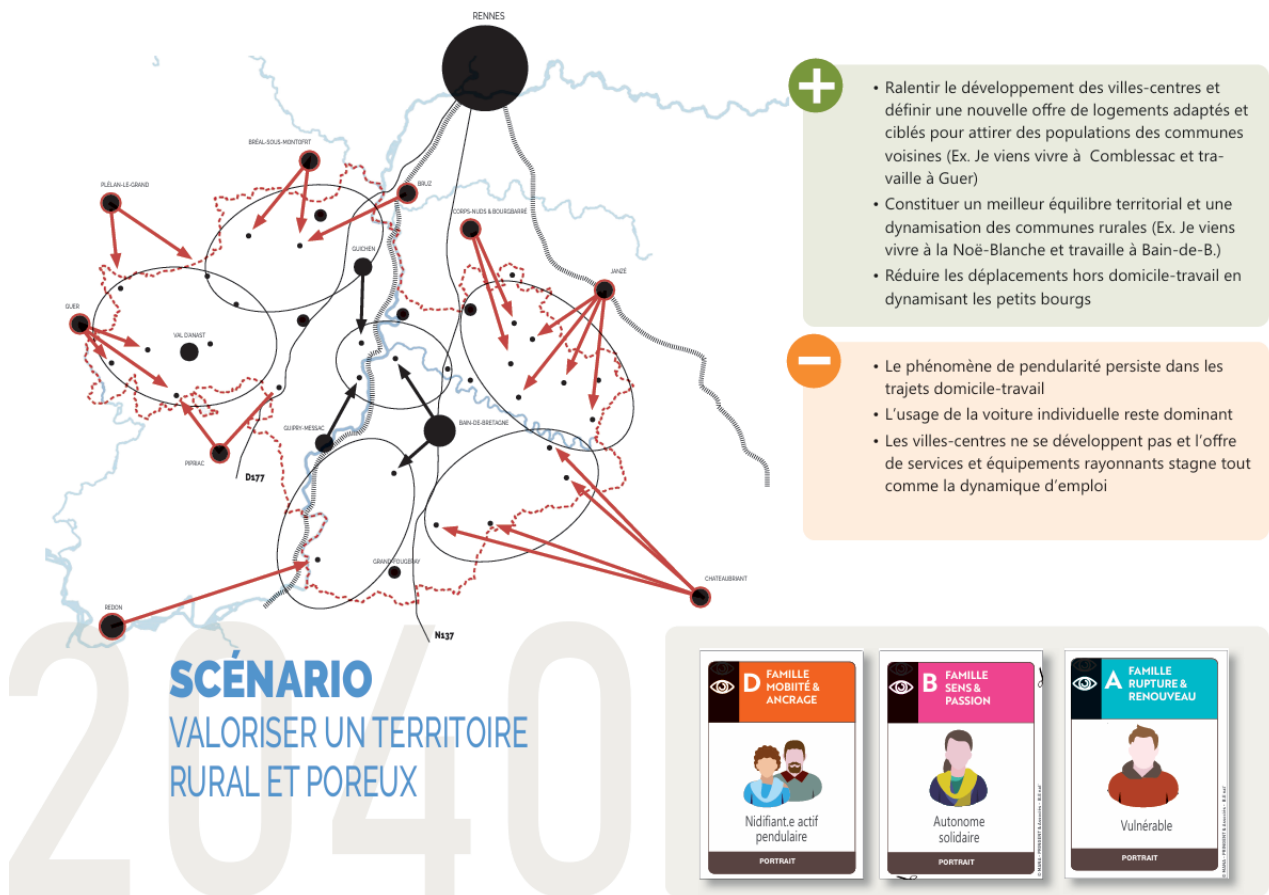 RENNES
BRÉAL-SOUS-MONTOFRT
PLÉLAN-LE-GRAND
BRUZ
CORPS-NUDS & BOURGBARRÉ
GUICHEN
JANZÉ
GUER
VAL D'ANAST
BAIN-DE-BRETAGNE
GUIPRY-MESSAC
PIPRIAC
D177
GRAND-FOUGERAY
CHATEAUBRIANT
REDON
N137
• Ralentir le développement des villes-centres et
définir une nouvelle offre de logements adaptés et
ciblés pour attirer des populations des communes
voisines (Ex. Je viens vivre à Comblessac et tra-
vaille à Guer)
• Constituer un meilleur équilibre territorial et une
dynamisation des communes rurales (Ex. Je viens
vivre à la Noë-Blanche et travaille à Bain-de-B.)
• Réduire les déplacements hors domicile-travail en
dynamisant les petits bourgs
• Le phénomène de pendularité persiste dans les
trajets domicile-travail
• L'usage de la voiture individuelle reste dominant
• Les villes-centres ne se développent pas et l'offre
de services et équipements rayonnants stagne tout
comme la dynamique d'emploi
2040
SCÉNARIO
VALORISER UN TERRITOIRE
RURAL ET POREUX
D FAMILLE
MOBIITÉ &
ANCRAGE
Nidifiant.e actif
pendulaire
PORTRAIT
B FAMILLE
SENS &
PASSION
Autonome
solidaire
PORTRAIT
A FAMILLE
RUPTURE &
RENOUVEAU
Vulnérable
PORTRAIT